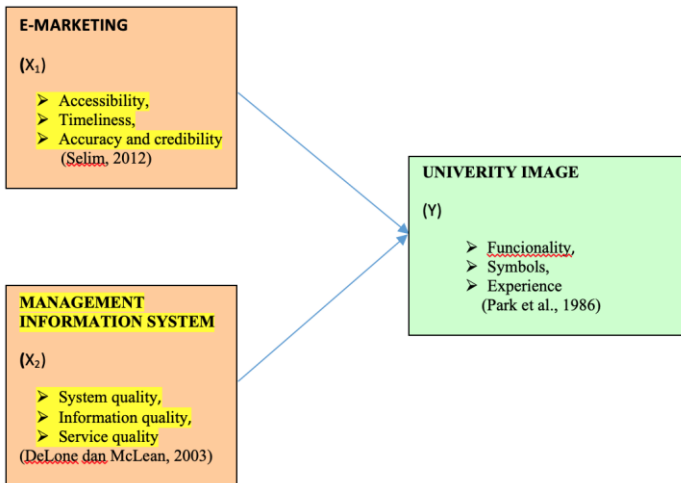 E-MARKETING
(X₁)
➢ Accessibility,
➢ Timeliness,
➢ Accuracy and credibility
(Selim, 2012)
MANAGEMENT
INFORMATION SYSTEM
(X₂)
➢ System quality,
➢ Information quality,
➢ Service quality
(DeLone dan McLean, 2003)
UNIVERITY IMAGE
(Y)
➢ Funcionality,
➢ Symbols,
➢ Experience
(Park et al., 1986)